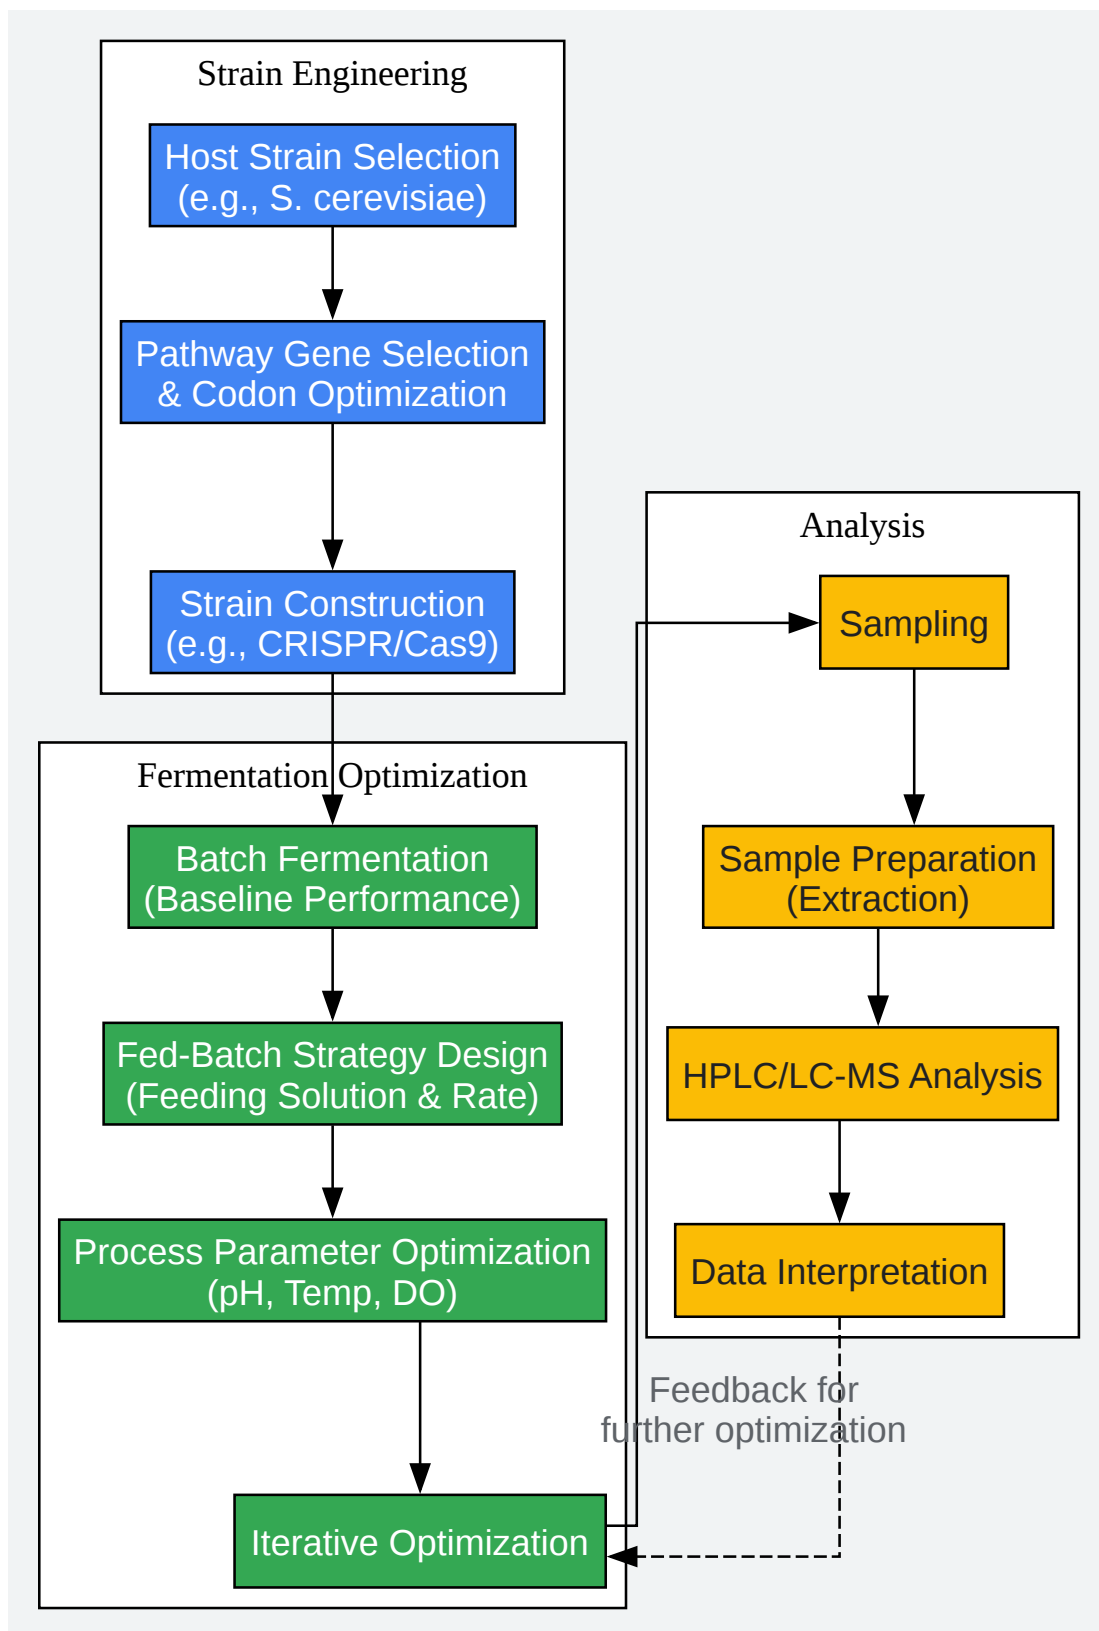 Strain Engineering
Host Strain Selection
(e.g., S. cerevisiae)
Pathway Gene Selection
& Codon Optimization
Strain Construction
(e.g., CRISPR/Cas9)
Fermentation Optimization
Batch Fermentation
(Baseline Performance)
Fed-Batch Strategy Design
(Feeding Solution & Rate)
Process Parameter Optimization
(pH, Temp, DO)
Iterative Optimization
Analysis
Sampling
Sample Preparation
(Extraction)
HPLC/LC-MS Analysis
Data Interpretation
Feedback for
further optimization